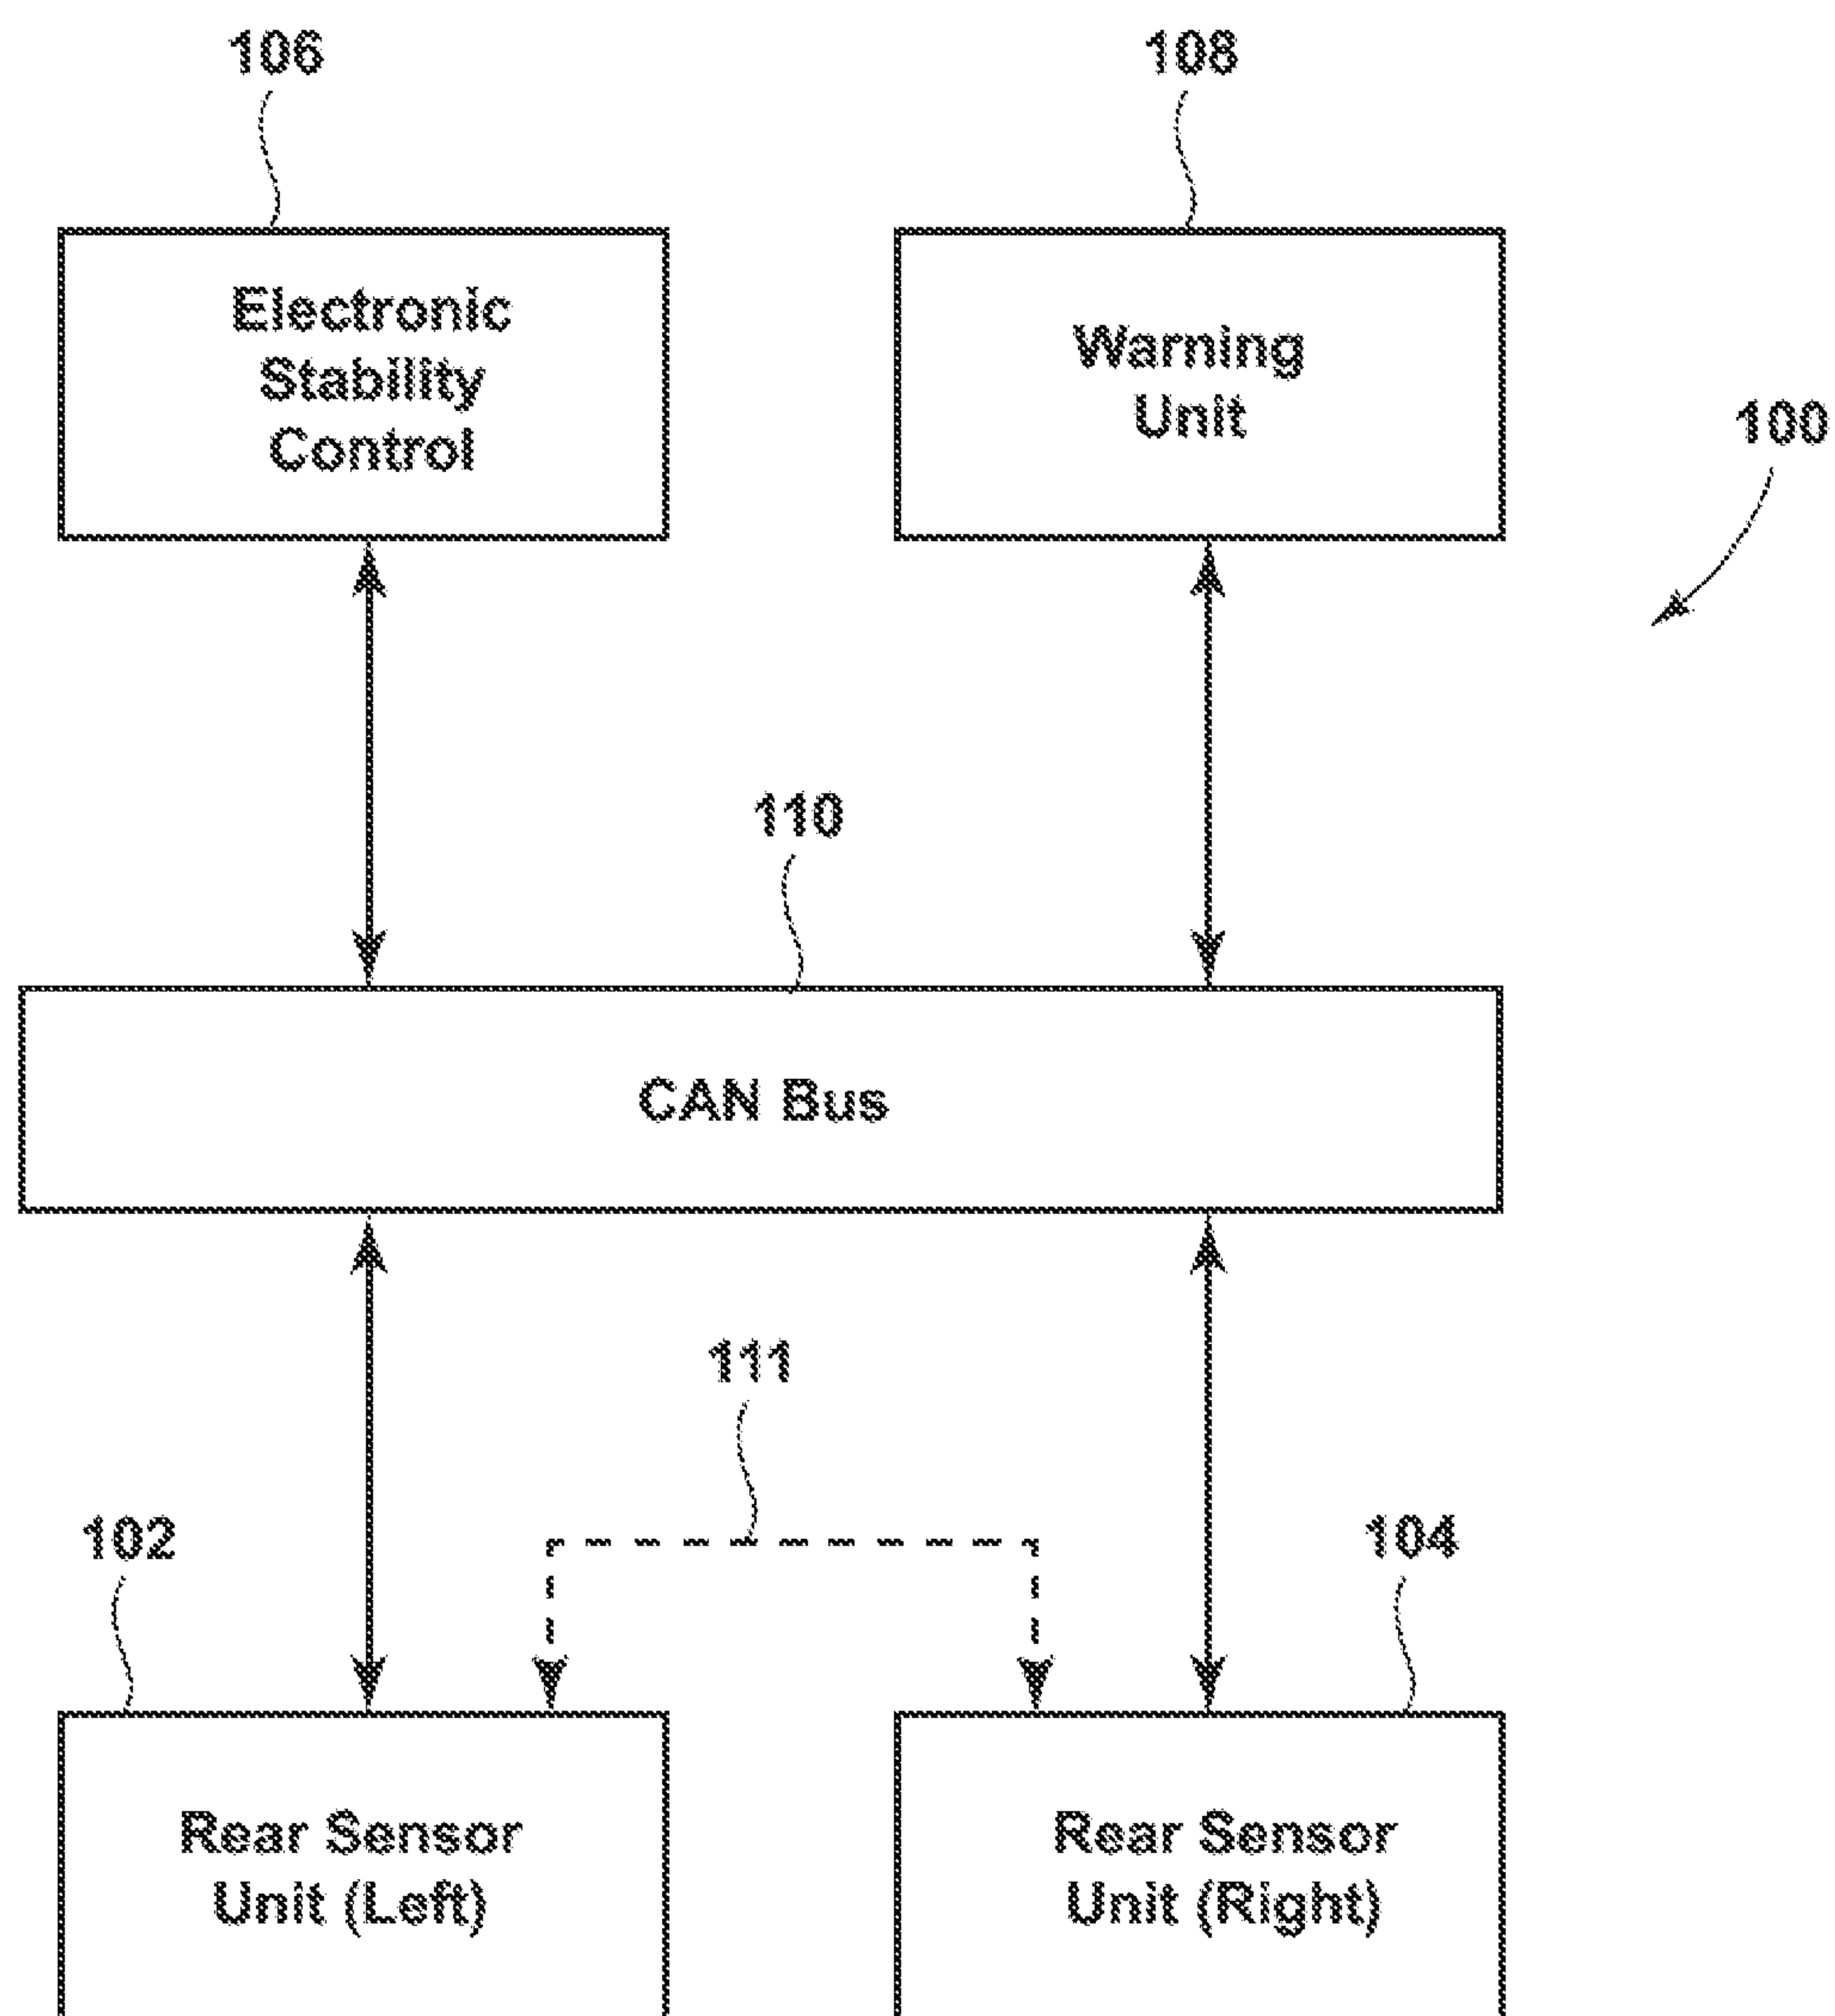 106
108
Electronic
Stability
Control
Warning
Unit
100
110
CAN Bus
111
102
104
Rear Sensor
Unit (Left)
Rear Sensor
Unit (Right)